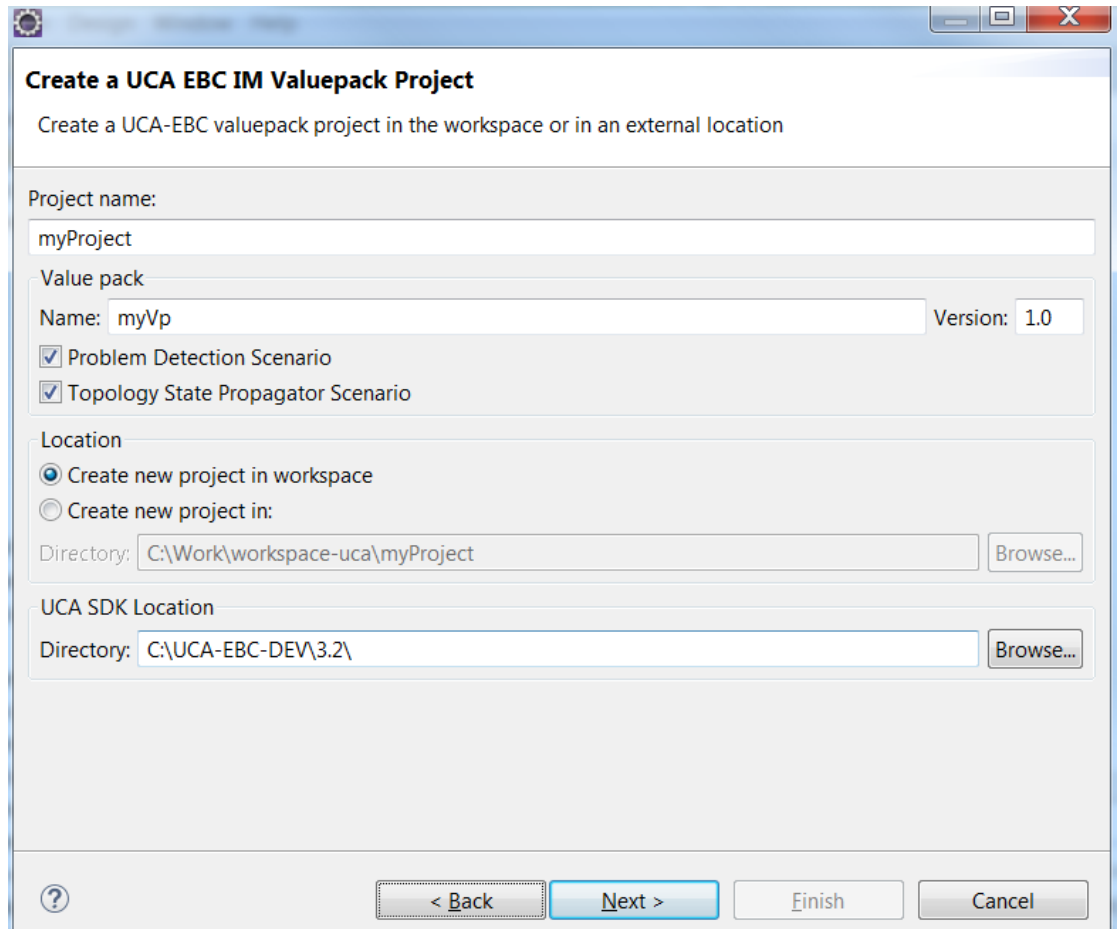 Design Window Help
Create a UCA EBC IM Valuepack Project
Create a UCA-EBC valuepack project in the workspace or in an external location
Project name:
myProject
Value pack
Name: myVp Version: 1.0
Problem Detection Scenario
Topology State Propagator Scenario
Location
Create new project in workspace
Create new project in:
Directory: C:\Work\workspace-uca\myProject Browse...
UCA SDK Location
Directory: C:\UCA-EBC-DEV\3.2\ Browse...
< Back Next > Finish Cancel